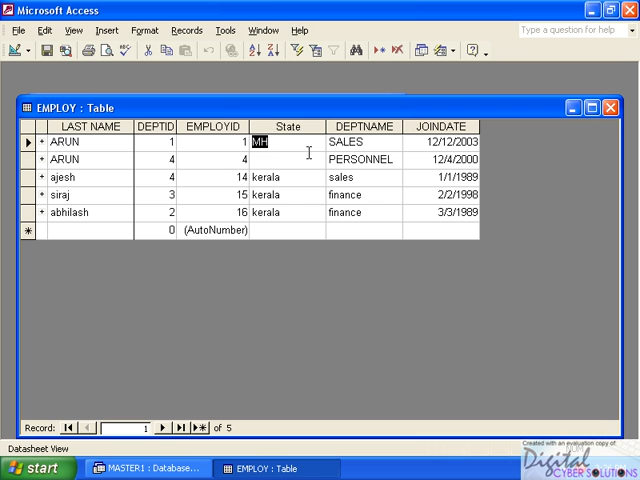 Microsoft Access
File Edit View Insert Format Records Tools Window Help Type a question for help
EMPLOY : Table
LAST NAME DEPTID EMPLOYID State DEPTNAME JOINDATE
+ ARUN 1 1 MH SALES 12/12/2003
+ ARUN 4 4 PERSONNEL 12/4/2000
+ ajesh 4 14 kerala sales 1/1/1989
+ siraj 3 15 kerala finance 2/2/1998
+ abhilash 2 16 kerala finance 3/3/1989
0 (AutoNumber)
Record: 1 of 5
Datasheet View
Created with an evaluation copy of
Digital
CYBER SOLUTIONS
start MASTER1 : Database... EMPLOY : Table